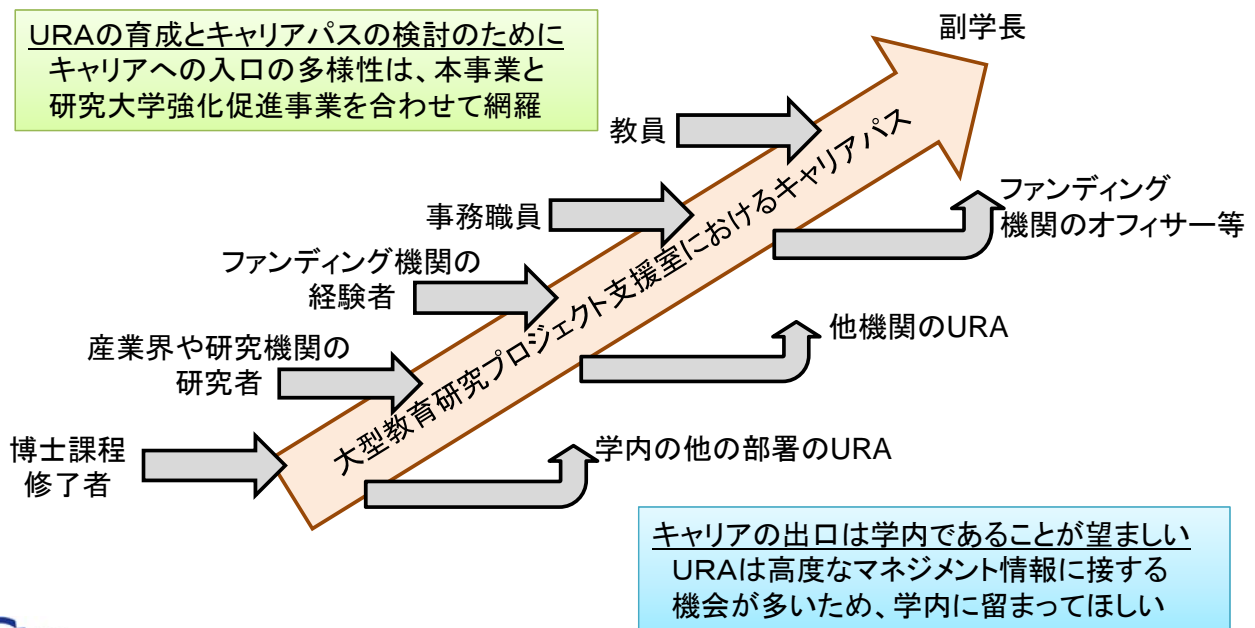 URAの育成とキャリアパスの検討のために
キャリアへの入口の多様性は、本事業と
研究大学強化促進事業を合わせて網羅
副学長
教員
事務職員
ファンディング機関の
経験者
産業界や研究機関の
研究者
博士課程
修了者
大型教育研究プロジェクト支援室におけるキャリアパス
ファンディング
機関のオフィサー等
他機関のURA
学内の他の部署のURA
キャリアの出口は学内であることが望ましい
URAは高度なマネジメント情報に接する
機会が多いため、学内に留まってほしい